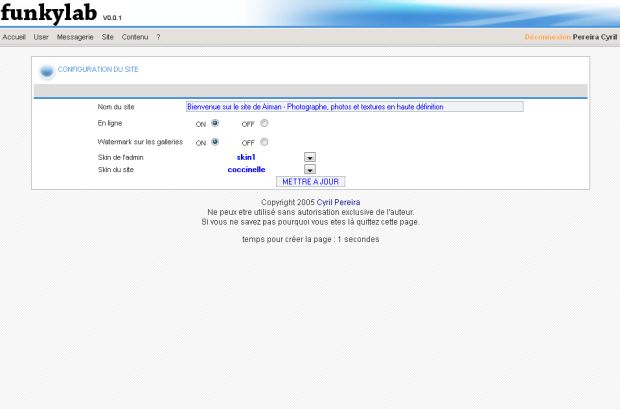 funkylab V0.0.1
Accueil User Messagerie Site Contenu ? Déconnexion Pereira Cyril
CONFIGURATION DU SITE
Nom du site Bienvenue sur le site de Aiman - Photographe, photos et textures en haute définition
En ligne ON OFF
Watermark sur les galleries ON OFF
Skin de l'admin skin1
Skin du site coccinelle
METTRE A JOUR
Copyright 2005 Cyril Pereira
Ne peux etre utilisé sans autorisation exclusive de l'auteur.
Si vous ne savez pas pourquoi vous etes là quittez cette page.
temps pour créer la page : 1 secondes